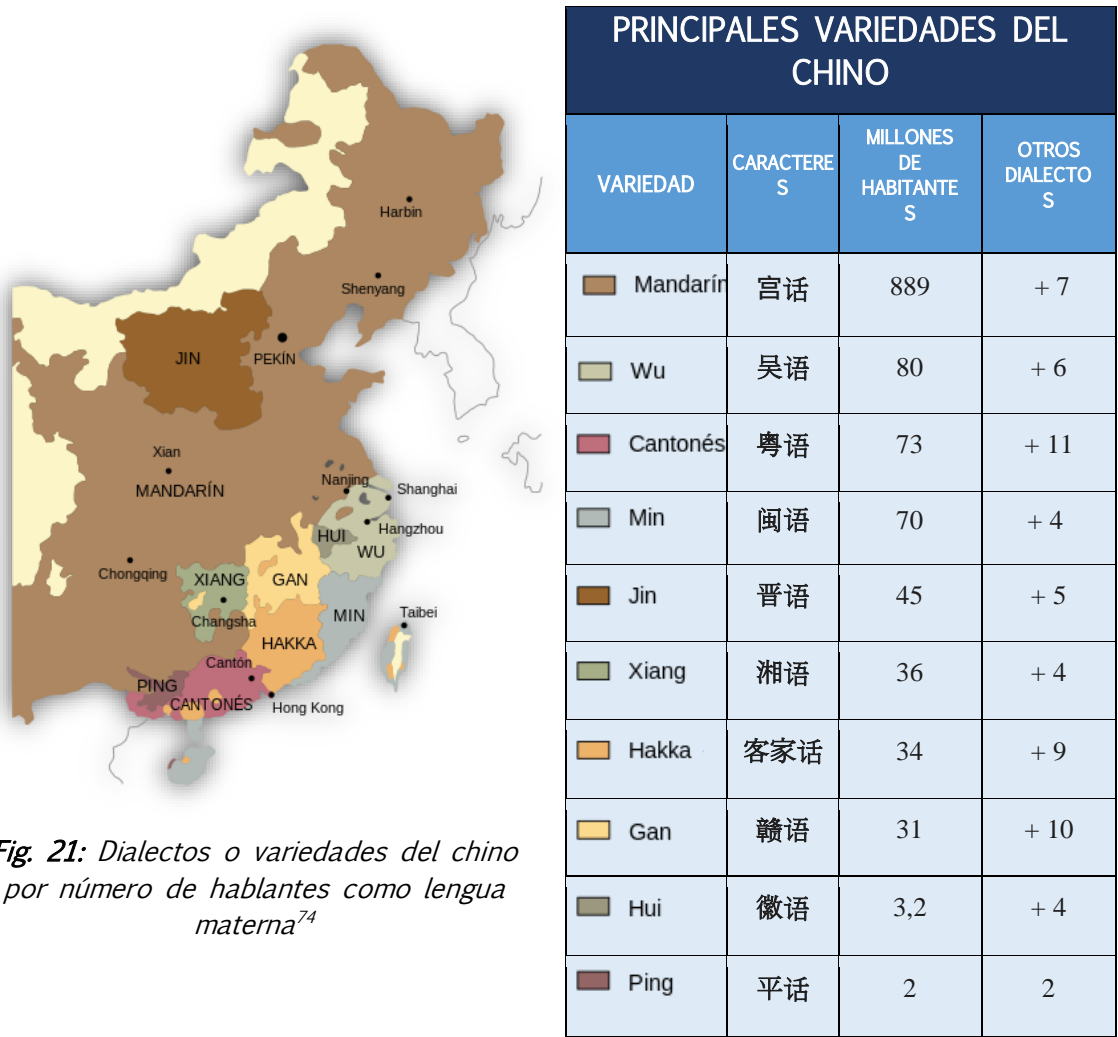 Harbin
Shenyang
JIN
PEKÍN
Xian
MANDARÍN
Nanjing
Shanghai
Hangzhou
HUI
WU
Chongqing
XIANG
GAN
Changsha
MIN
Taibei
HAKKA
Cantón
PING
CANTONÉS
Hong Kong
Fig. 21: Dialectos o variedades del chino
por número de hablantes como lengua
materna74
PRINCIPALES VARIEDADES DEL
CHINO
VARIEDAD
CARACTERE
S
MILLONES
DE
HABITANTE
S
OTROS
DIALECTO
S
Mandarín 宫话 889 + 7
Wu 吴语 80 + 6
Cantonés 粤语 73 + 11
Min 闽语 70 + 4
Jin 晋语 45 + 5
Xiang 湘语 36 + 4
Hakka 客家话 34 + 9
Gan 赣语 31 + 10
Hui 徽语 3,2 + 4
Ping 平话 2 2